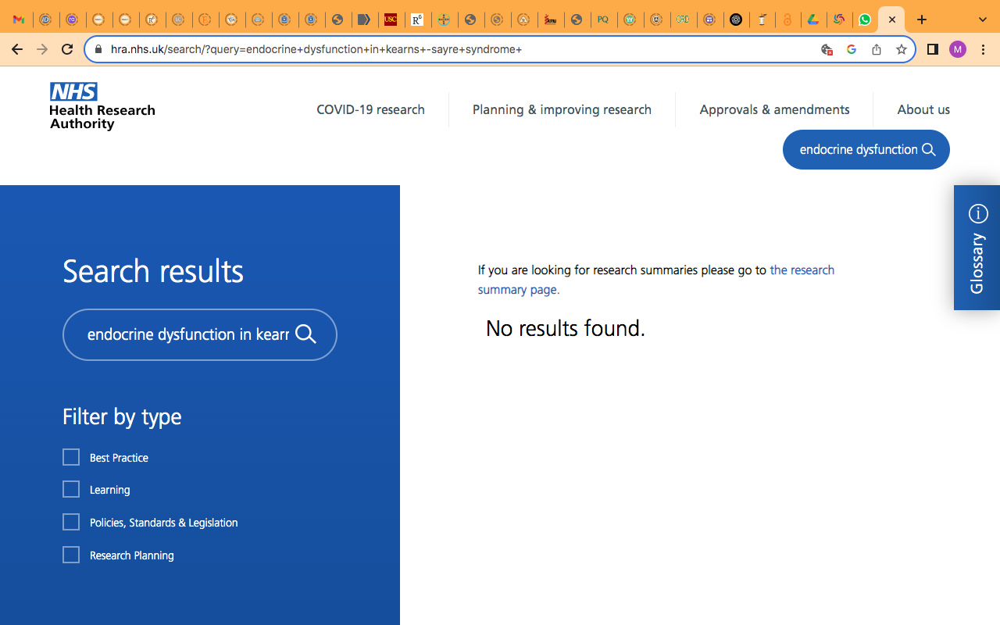 hra.nhs.uk/search/?query=endocrine+dysfunction+in+kearns+-sayre+syndrome+
M
NHS
Health Research
Authority
COVID-19 research
Planning & improving research
Approvals & amendments
About us
endocrine dysfunction
Glossary
Search results
endocrine dysfunction in kearr
Filter by type
Best Practice
Learning
Policies, Standards & Legislation
Research Planning
If you are looking for research summaries please go to the research
summary page.
No results found.